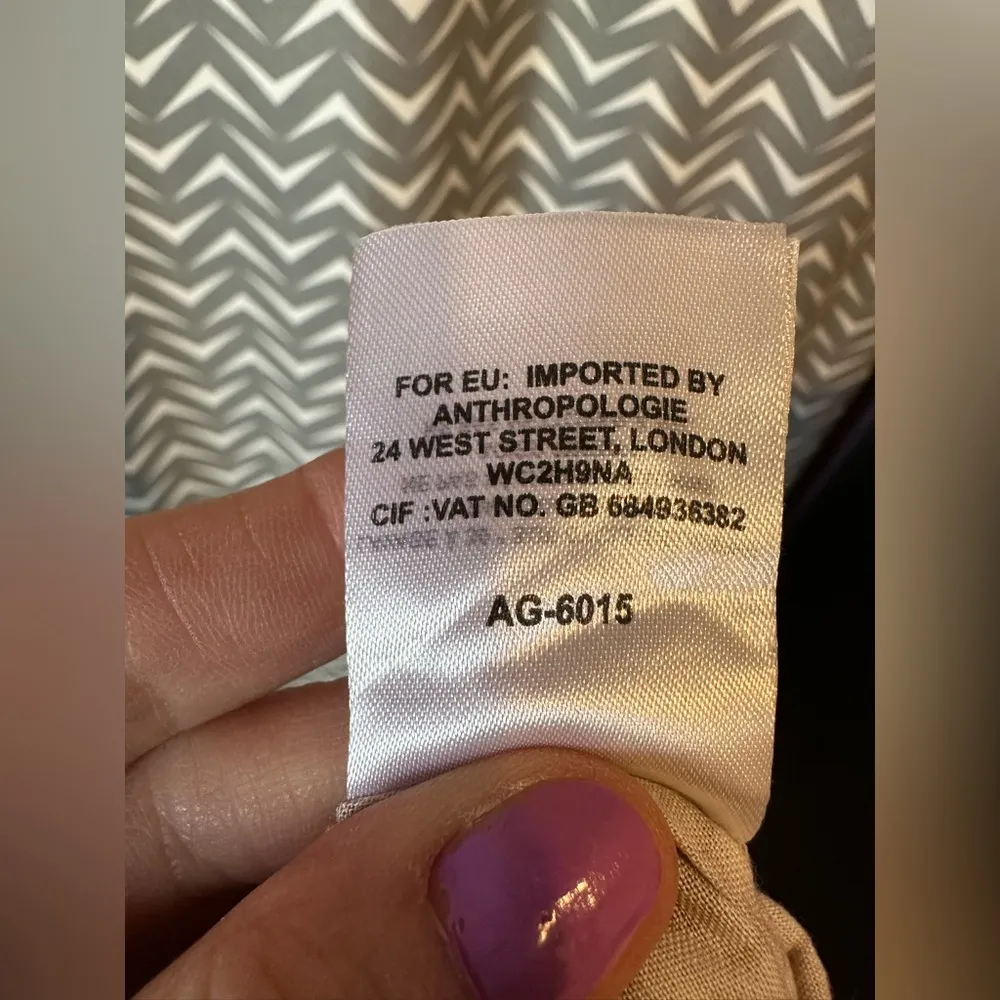 FOR EU: IMPORTED BY
ANTHROPOLOGIE
24 WEST STREET, LONDON
WC2H9NA
CIF :VAT NO. GB 684936382
AG-6015